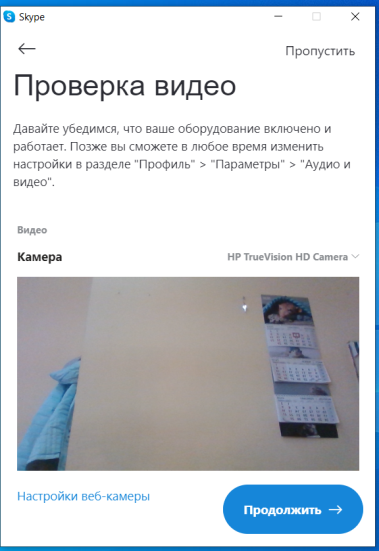 Skype
Пропустить
Проверка видео
Давайте убедимся, что ваше оборудование включено и
работает. Позже вы сможете в любое время изменить
настройки в разделе "Профиль" > "Параметры" > "Аудио и
видео".
Видео
Камера
HP TrueVision HD Camera
Настройки веб-камеры
Продолжить →